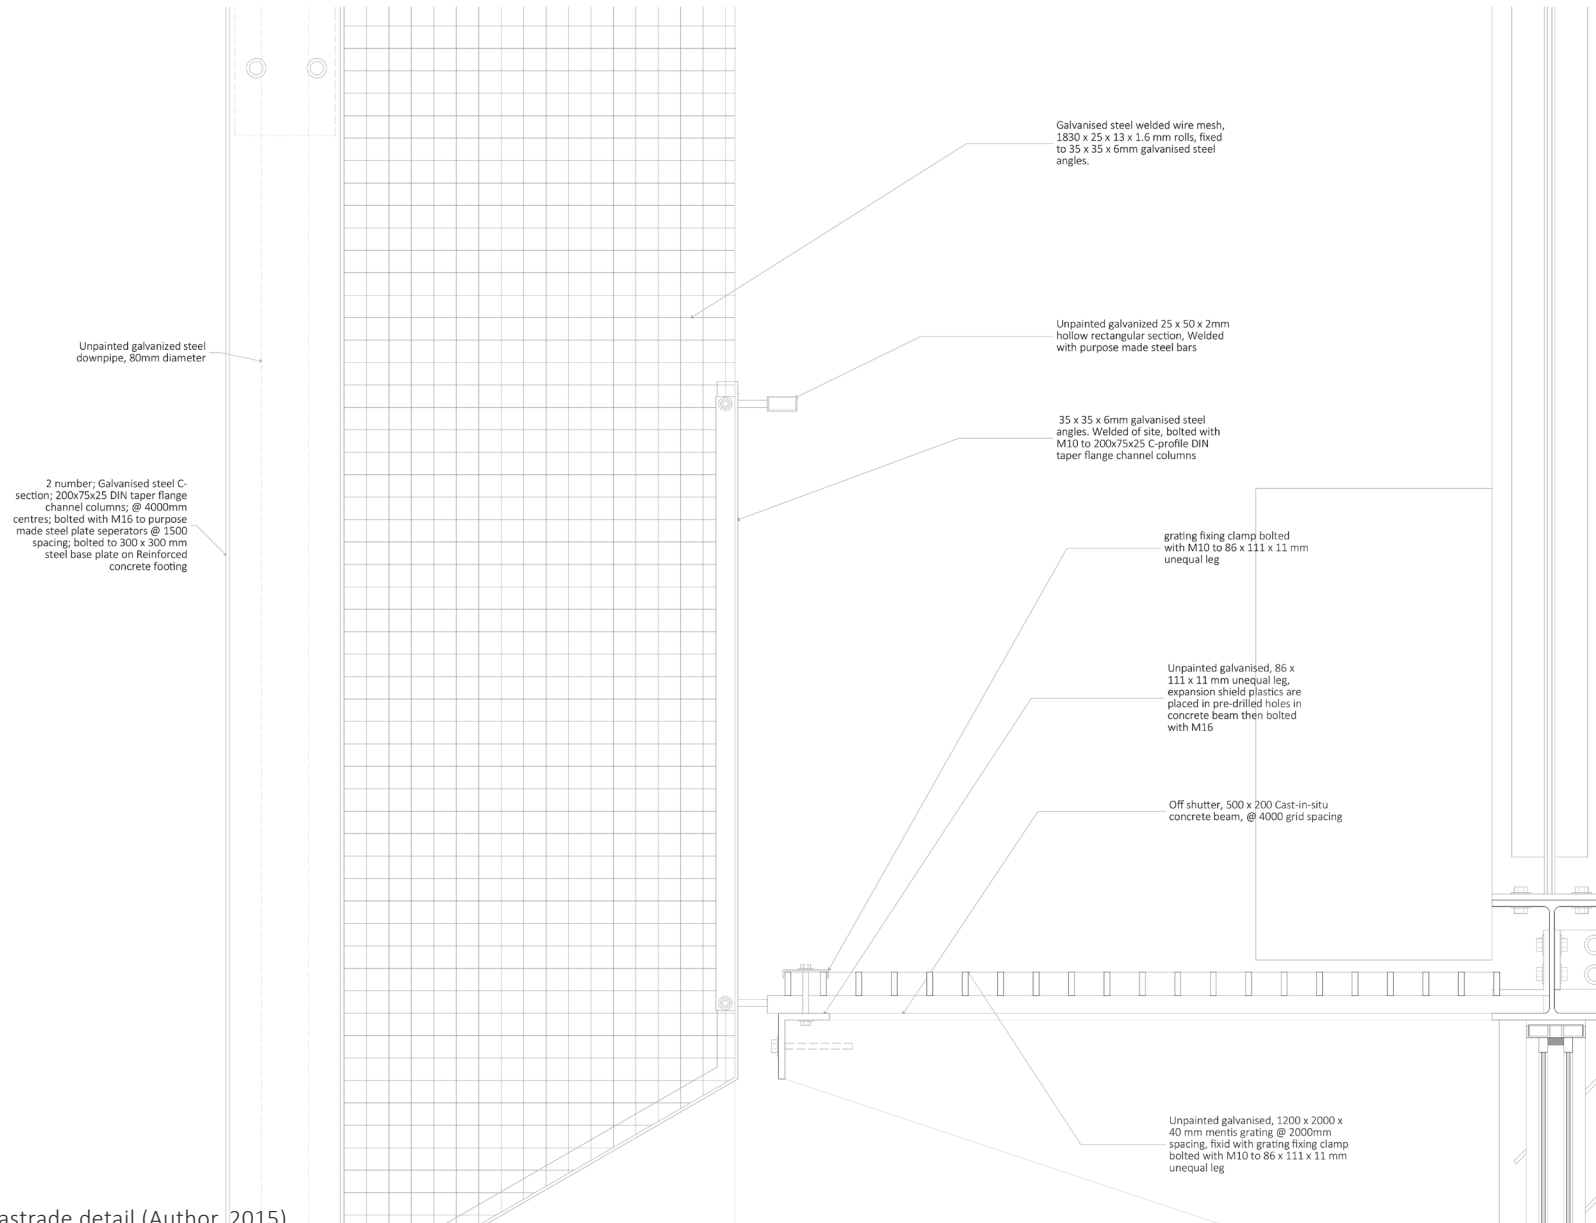 Galvanised steel welded wire mesh,
1830 x 25 x 13 x 1.6 mm rolls, fixed
to 35 x 35 x 6mm galvanised steel
angles.
Unpainted galvanized 25 x 50 x 2mm
hollow rectangular section, Welded
with purpose made steel bars
Unpainted galvanized steel
downpipe, 80mm diameter
35 x 35 x 6mm galvanised steel
angles. Welded of site, bolted with
M10 to 200x75x25 C-profile DIN
taper flange channel columns
2 number; Galvanised steel C-
section; 200x75x25 DIN taper flange
channel columns; @ 4000mm
centres; bolted with M16 to purpose
made steel plate seperators @ 1500
spacing; bolted to 300 x 300 mm
steel base plate on Reinforced
concrete footing
grating fixing clamp bolted
with M10 to 86 x 111 x 11 mm
unequal leg
Unpainted galvanised, 86 x
111 x 11 mm unequal leg,
expansion shield plastics are
placed in pre-drilled holes in
concrete beam then bolted
with M16
Off shutter, 500 x 200 Cast-in-situ
concrete beam, @ 4000 grid spacing
Unpainted galvanised, 1200 x 2000 x
40 mm mentis grating @ 2000mm
spacing, fixid with grating fixing clamp
bolted with M10 to 86 x 111 x 11 mm
unequal leg
astrade detail (Author, 2015)